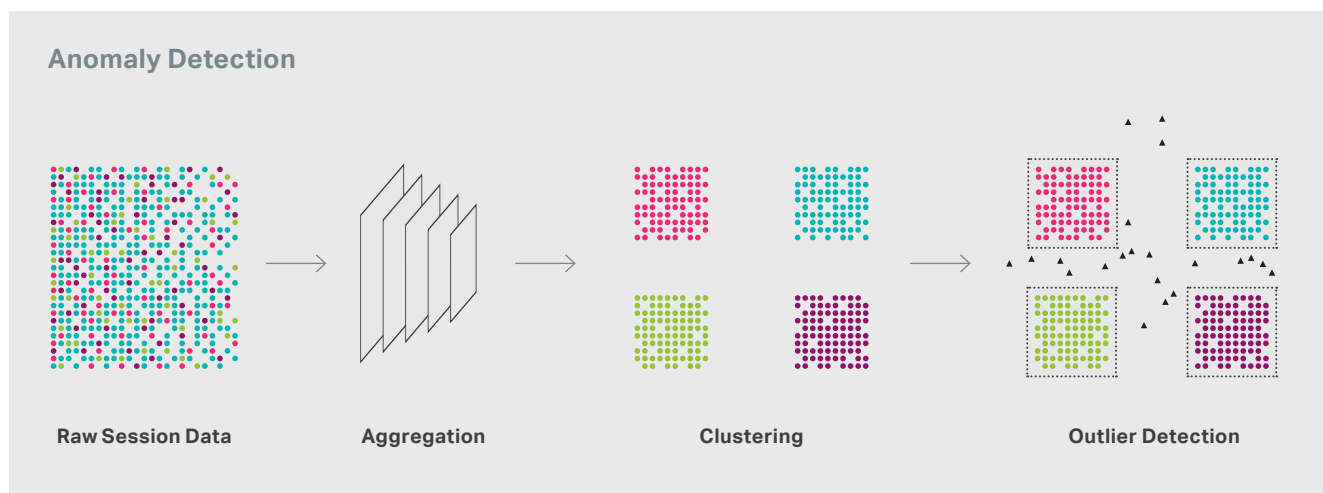 Anomaly Detection
Raw Session Data
Aggregation
Clustering
Outlier Detection